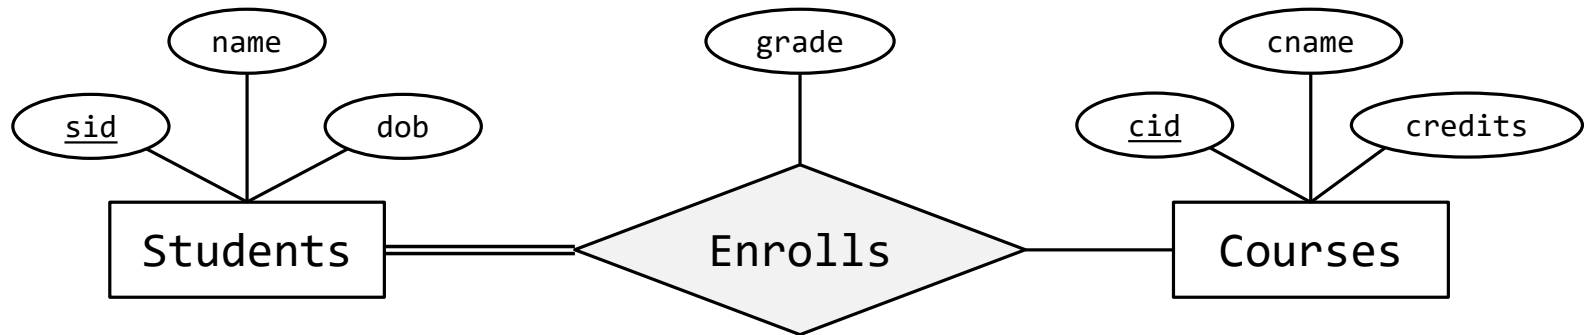 name
grade
cname
sid
dob
cid
credits
Students
Enrolls
Courses